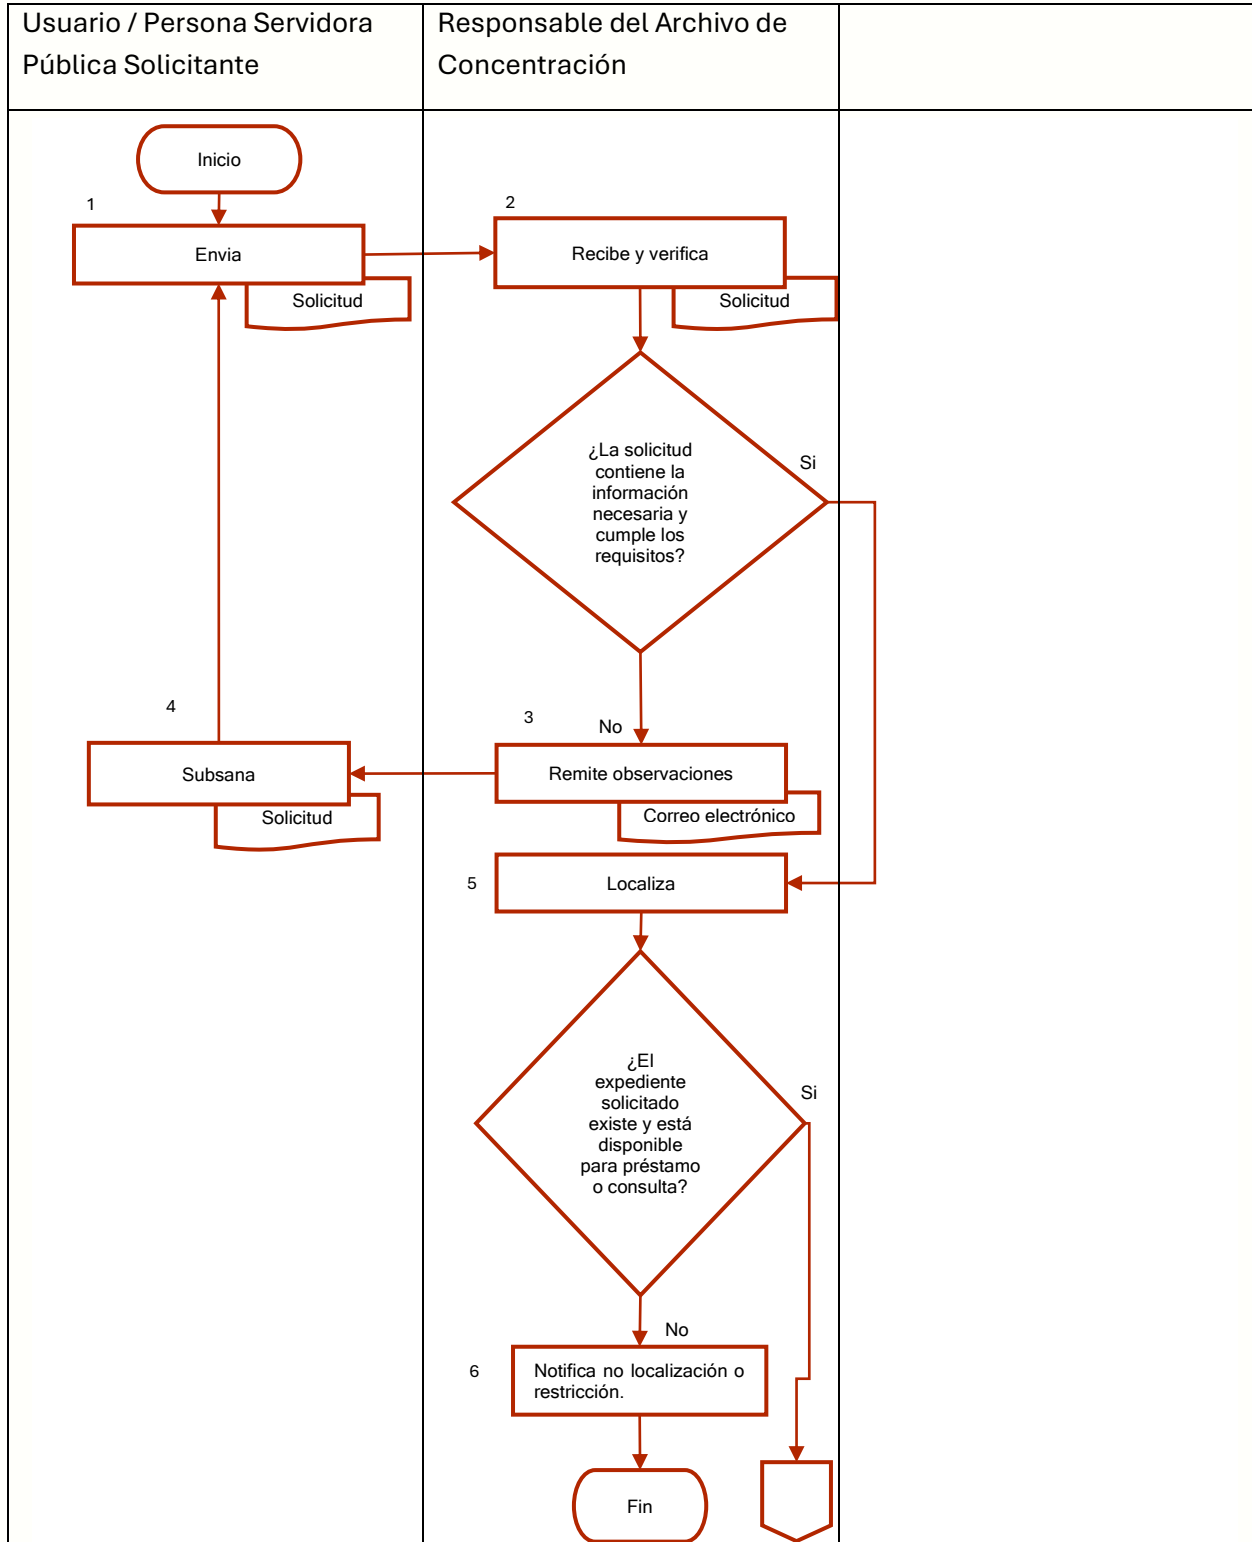 Usuario / Persona Servidora
Pública Solicitante
Responsable del Archivo de
Concentración
Inicio
1
2
Envia
Recibe y verifica
Solicitud
Solicitud
¿La solicitud
contiene la
información
necesaria y
cumple los
requisitos?
Si
4
3
No
Subsana
Remite observaciones
Solicitud
Correo electrónico
5
Localiza
¿El
expediente
solicitado
existe y está
disponible
para préstamo
o consulta?
Si
No
6
Notifica no localización o
restricción.
Fin